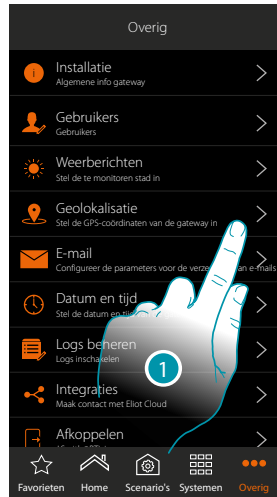 Overig
Installatie
Algemene info gateway
Gebruikers
Gebruikers
Weerberichten
Stel de te monitoren stad in
Geolokalisatie
Stel de GPS-coördinaten van de gateway in
E-mail
Configureer de parameters voor de an e-mails
Datum en tijd
Stel de datum en
Logs beheren
Logs inschakelen
Integraties
Maak contact met Eliot Cloud
Afkoppelen
1
Favorieten Home Scenario's Systemen Overig